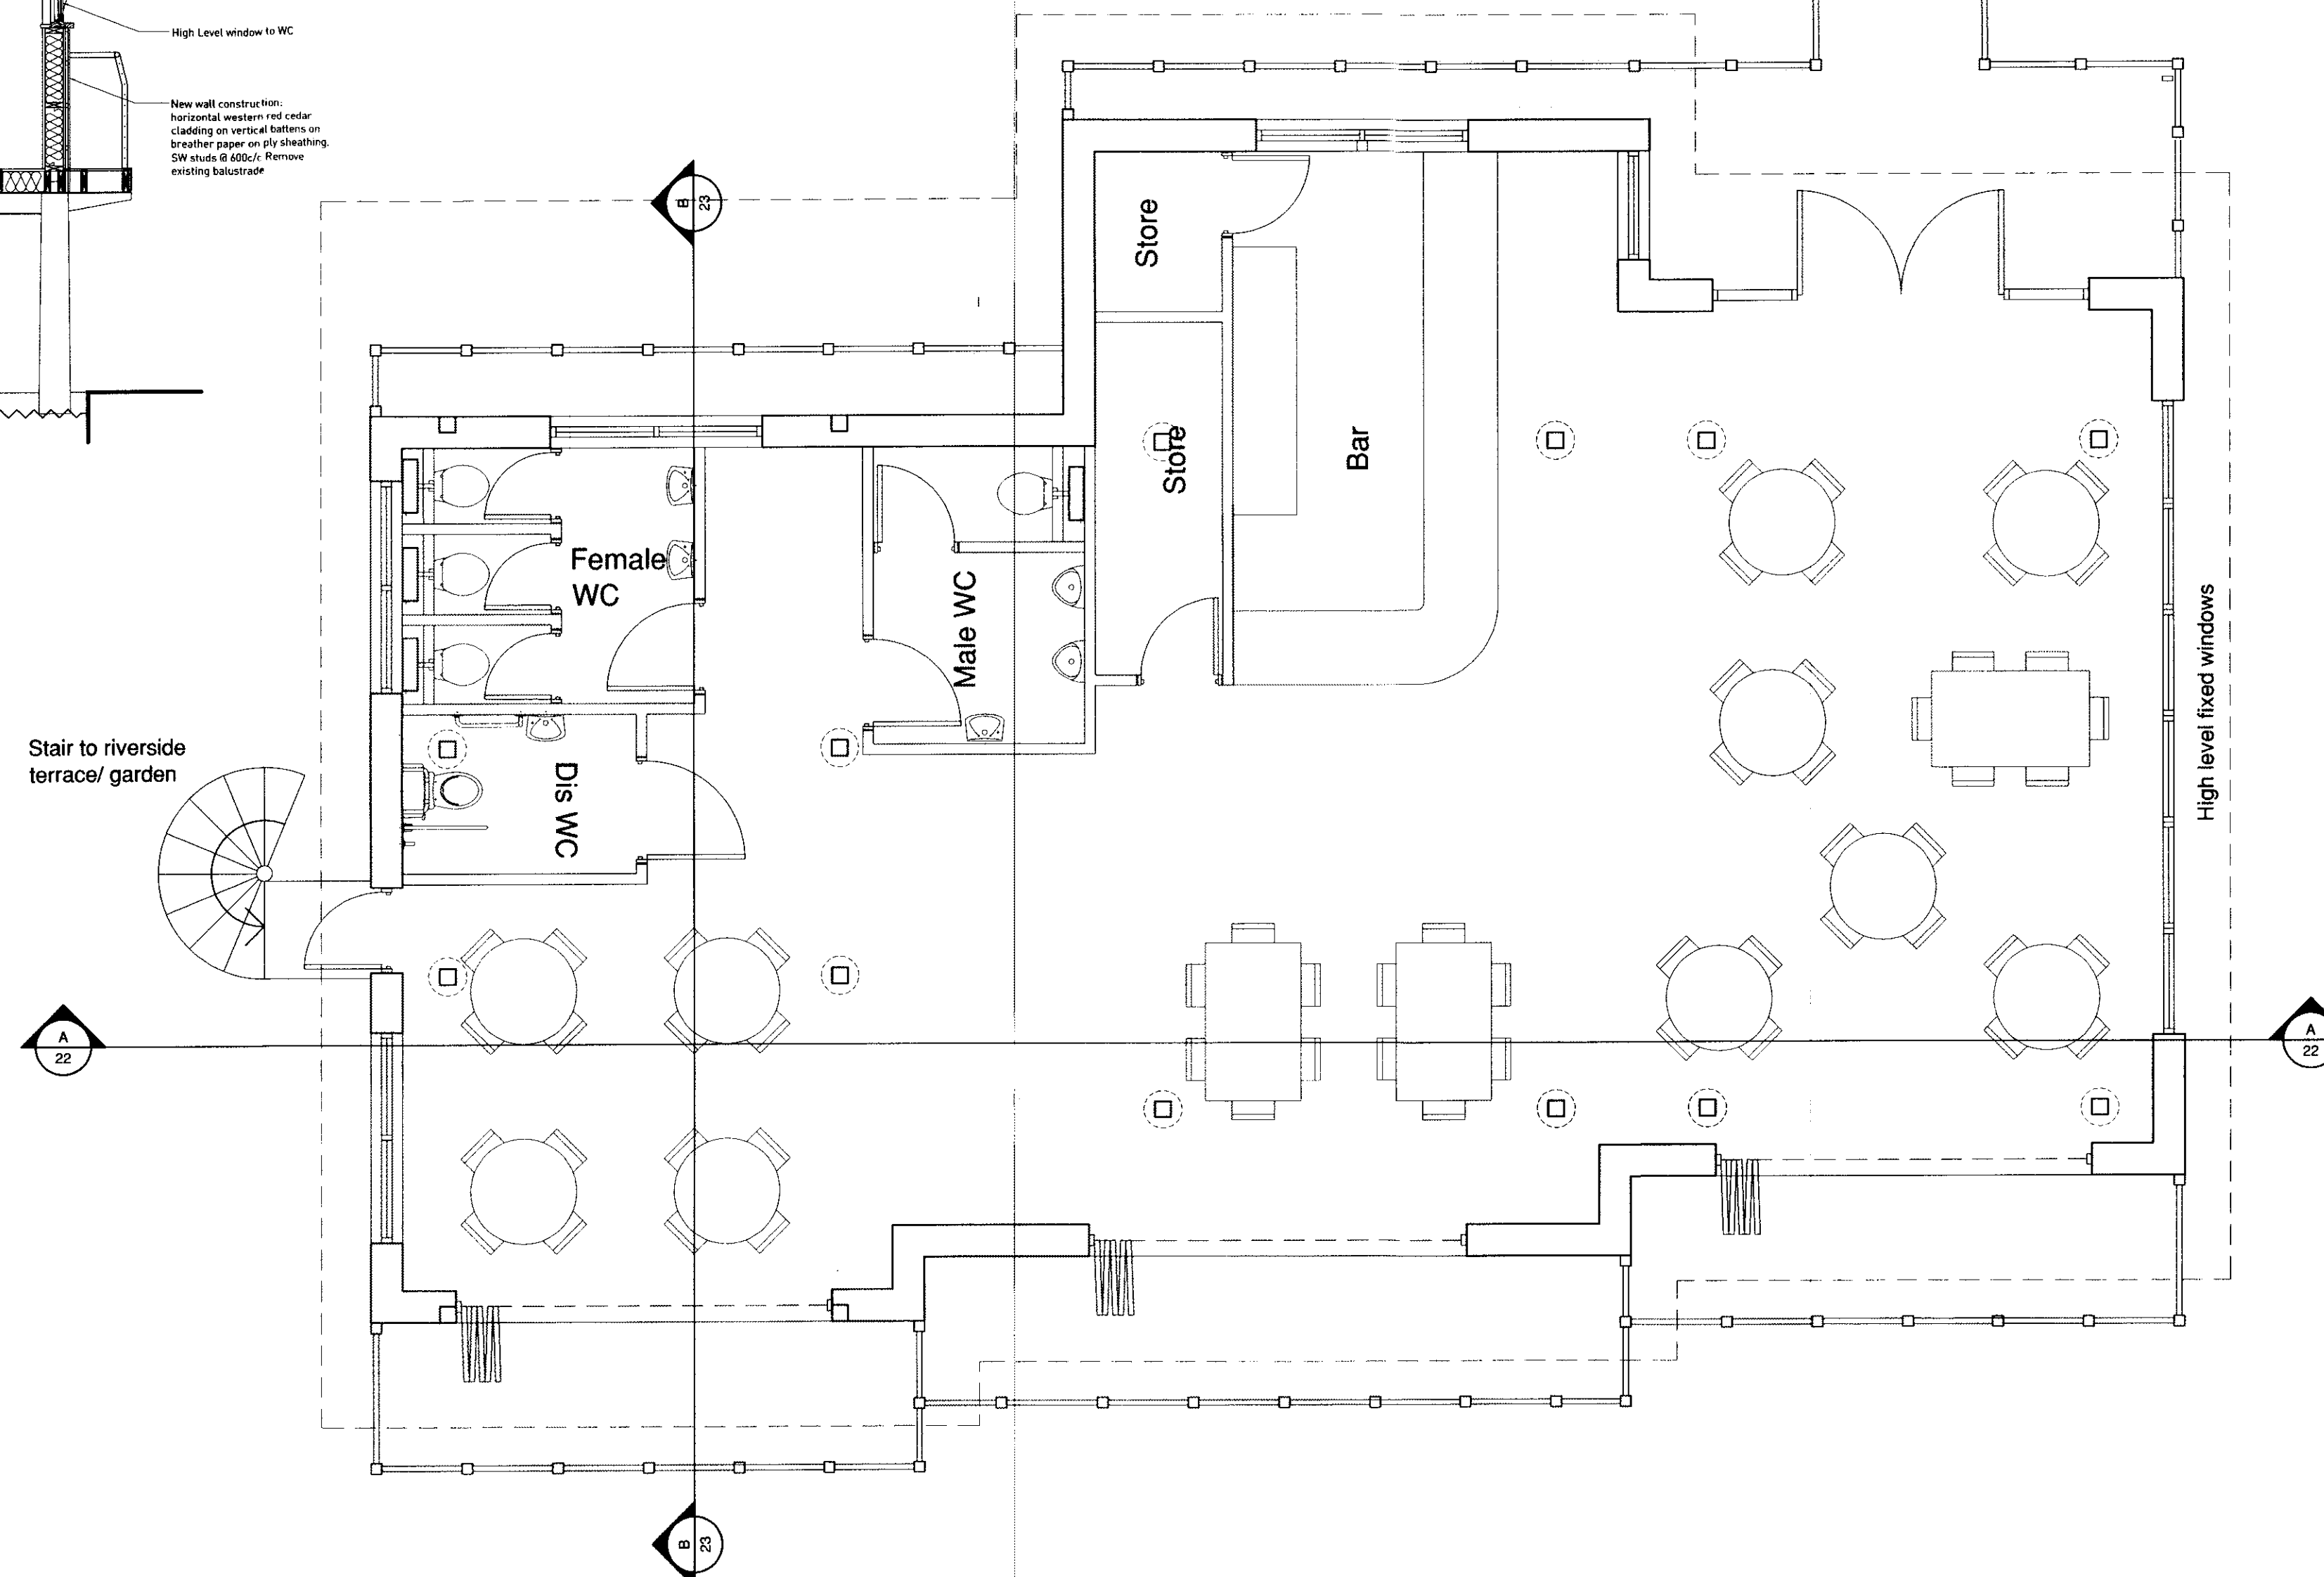 High Level window to WC
New wall construction:
horizontal western red cedar
cladding on vertical battens on
breather paper on ply sheathing.
SW studs @ 600c/c Remove
existing balustrade
B
23
Store
Store
Bar
Female
WC
Male WC
Dis WC
High level fixed windows
Stair to riverside
terrace/ garden
A
22
A
22
B
23